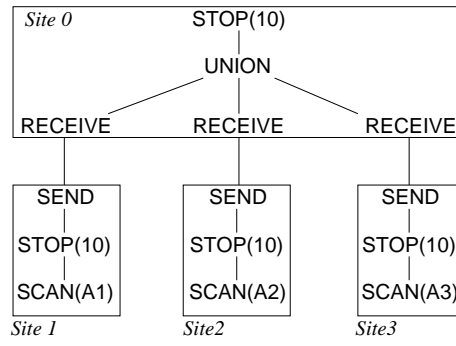 Site 0 STOP(10)
UNION
RECEIVE RECEIVE RECEIVE
SEND SEND SEND
STOP(10) STOP(10) STOP(10)
SCAN(A1) SCAN(A2) SCAN(A3)
Site 1 Site2 Site3